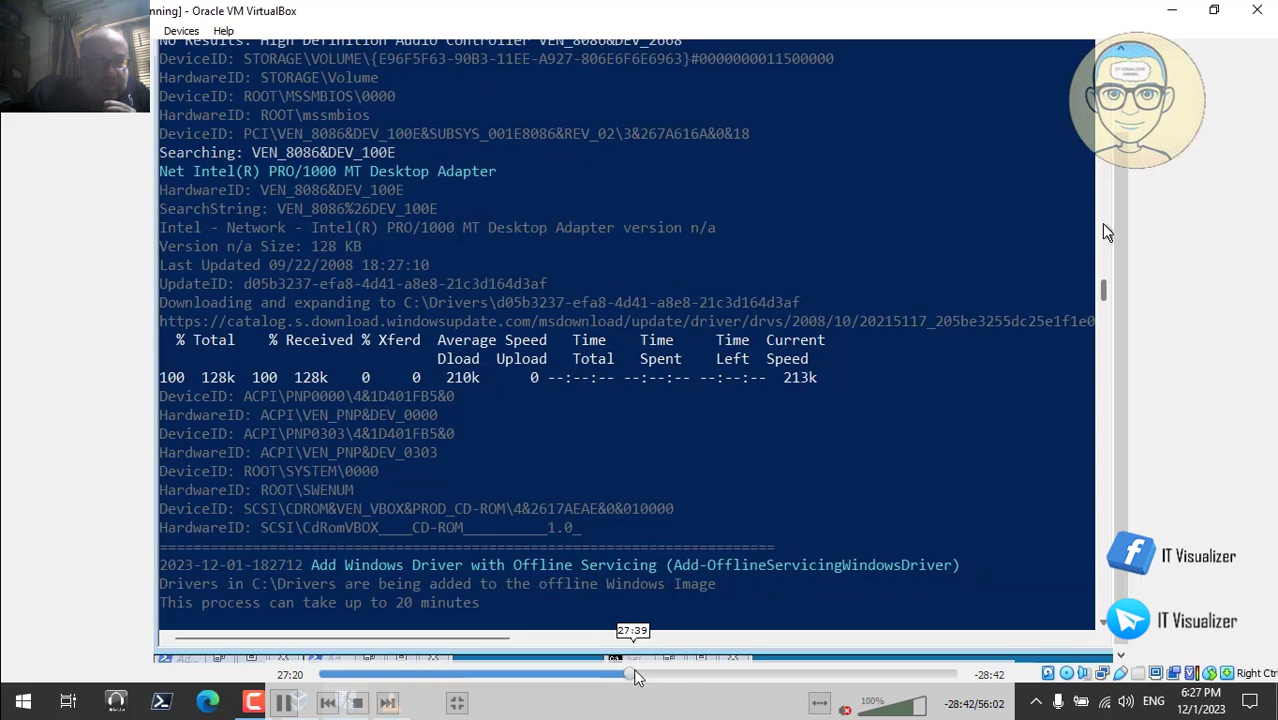 nning] - Oracle VM VirtualBox
Devices Help
No Results: High Definition Audio Controller VEN_8086&DEV_2668
DeviceID: STORAGE\VOLUME\{E96F5F63-90B3-11EE-A927-806E6F6E6963}#0000000011500000
HardwareID: STORAGE\Volume
DeviceID: ROOT\MSSMBIOS\0000
HardwareID: ROOT\mssmbios
DeviceID: PCI\VEN_8086&DEV_100E&SUBSYS_001E8086&REV_02\3&267A616A&0&18
Searching: VEN_8086&DEV_100E
Net Intel(R) PRO/1000 MT Desktop Adapter
HardwareID: VEN_8086&DEV_100E
SearchString: VEN_8086%26DEV_100E
Intel - Network - Intel(R) PRO/1000 MT Desktop Adapter version n/a
Version n/a Size: 128 KB
Last Updated 09/22/2008 18:27:10
UpdateID: d05b3237-efa8-4d41-a8e8-21c3d164d3af
Downloading and expanding to C:\Drivers\d05b3237-efa8-4d41-a8e8-21c3d164d3af
https://catalog.s.download.windowsupdate.com/msdownload/update/driver/drvs/2008/10/20215117_205be3255dc25e1f1e0
% Total % Received % Xferd Average Speed Time Time Time Current
Dload Upload Total Spent Left Speed
100 128k 100 128k 0 0 210k 0 --:--:-- --:--:-- --:--:-- 213k
DeviceID: ACPI\PNP0000\4&1D401FB5&0
HardwareID: ACPI\VEN_PNP&DEV_0000
DeviceID: ACPI\PNP0303\4&1D401FB5&0
HardwareID: ACPI\VEN_PNP&DEV_0303
DeviceID: ROOT\SYSTEM\0000
HardwareID: ROOT\SWENUM
DeviceID: SCSI\CDROM&VEN_VBOX&PROD_CD-ROM\4&2617AEAE&0&010000
HardwareID: SCSI\CdRomVBOX____CD-ROM__________1.0_
=========================================================================
2023-12-01-182712 Add Windows Driver with Offline Servicing (Add-OfflineServicingWindowsDriver)
Drivers in C:\Drivers are being added to the offline Windows Image
This process can take up to 20 minutes
IT VISUALIZER
IT Visualizer
IT Visualizer
27:39
27:20 -28:42
Right Ctr
100% -28:42/56:02
ENG
6:27 PM
12/1/2023